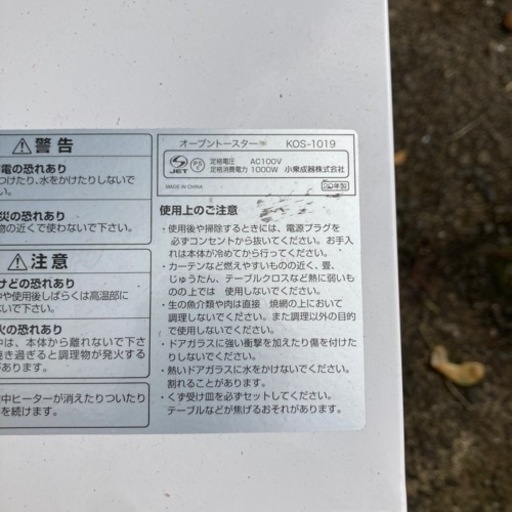 ⚠警告
電の恐れあり
つけたり、水をかけたりしないで
い。
災の恐れあり
物の近くで使わないで下さい。
⚠注意
けどの恐れあり
中や使用後しばらくは高温部に
ないで下さい。
火の恐れあり
中は、本体から離れないで下さ
焼き過ぎると調理物が発火する
があります。
中ヒーターが消えたりついたり
を続けます。
オーブントースター KOS-1019
S JET PSE
定格電圧 AC100V
定格消費電力 1000W 小泉成器株式会社
MADE IN CHINA
年製
使用上のご注意
・使用後や掃除するときには、電源プラグを
必ずコンセントから抜いてください。お手入
れは本体が冷めてから行ってください。
・カーテンなど燃えやすいものの近く、畳、
じゅうたん、テーブルクロスなど熱に弱いも
のの上では 使用しないでください。
・生の魚介類や肉は直接 焼網の上において
調理しないでください。また調理以外の目的
で使用しないでください。
・ドアガラスに強い衝撃を加えたり傷を付けた
りしないでください。
・熱いドアガラスに水をかけないでください。
割れることがあります。
・くず受け皿を必ずセットしてください。
テーブルなどが焦げるおそれがあります。